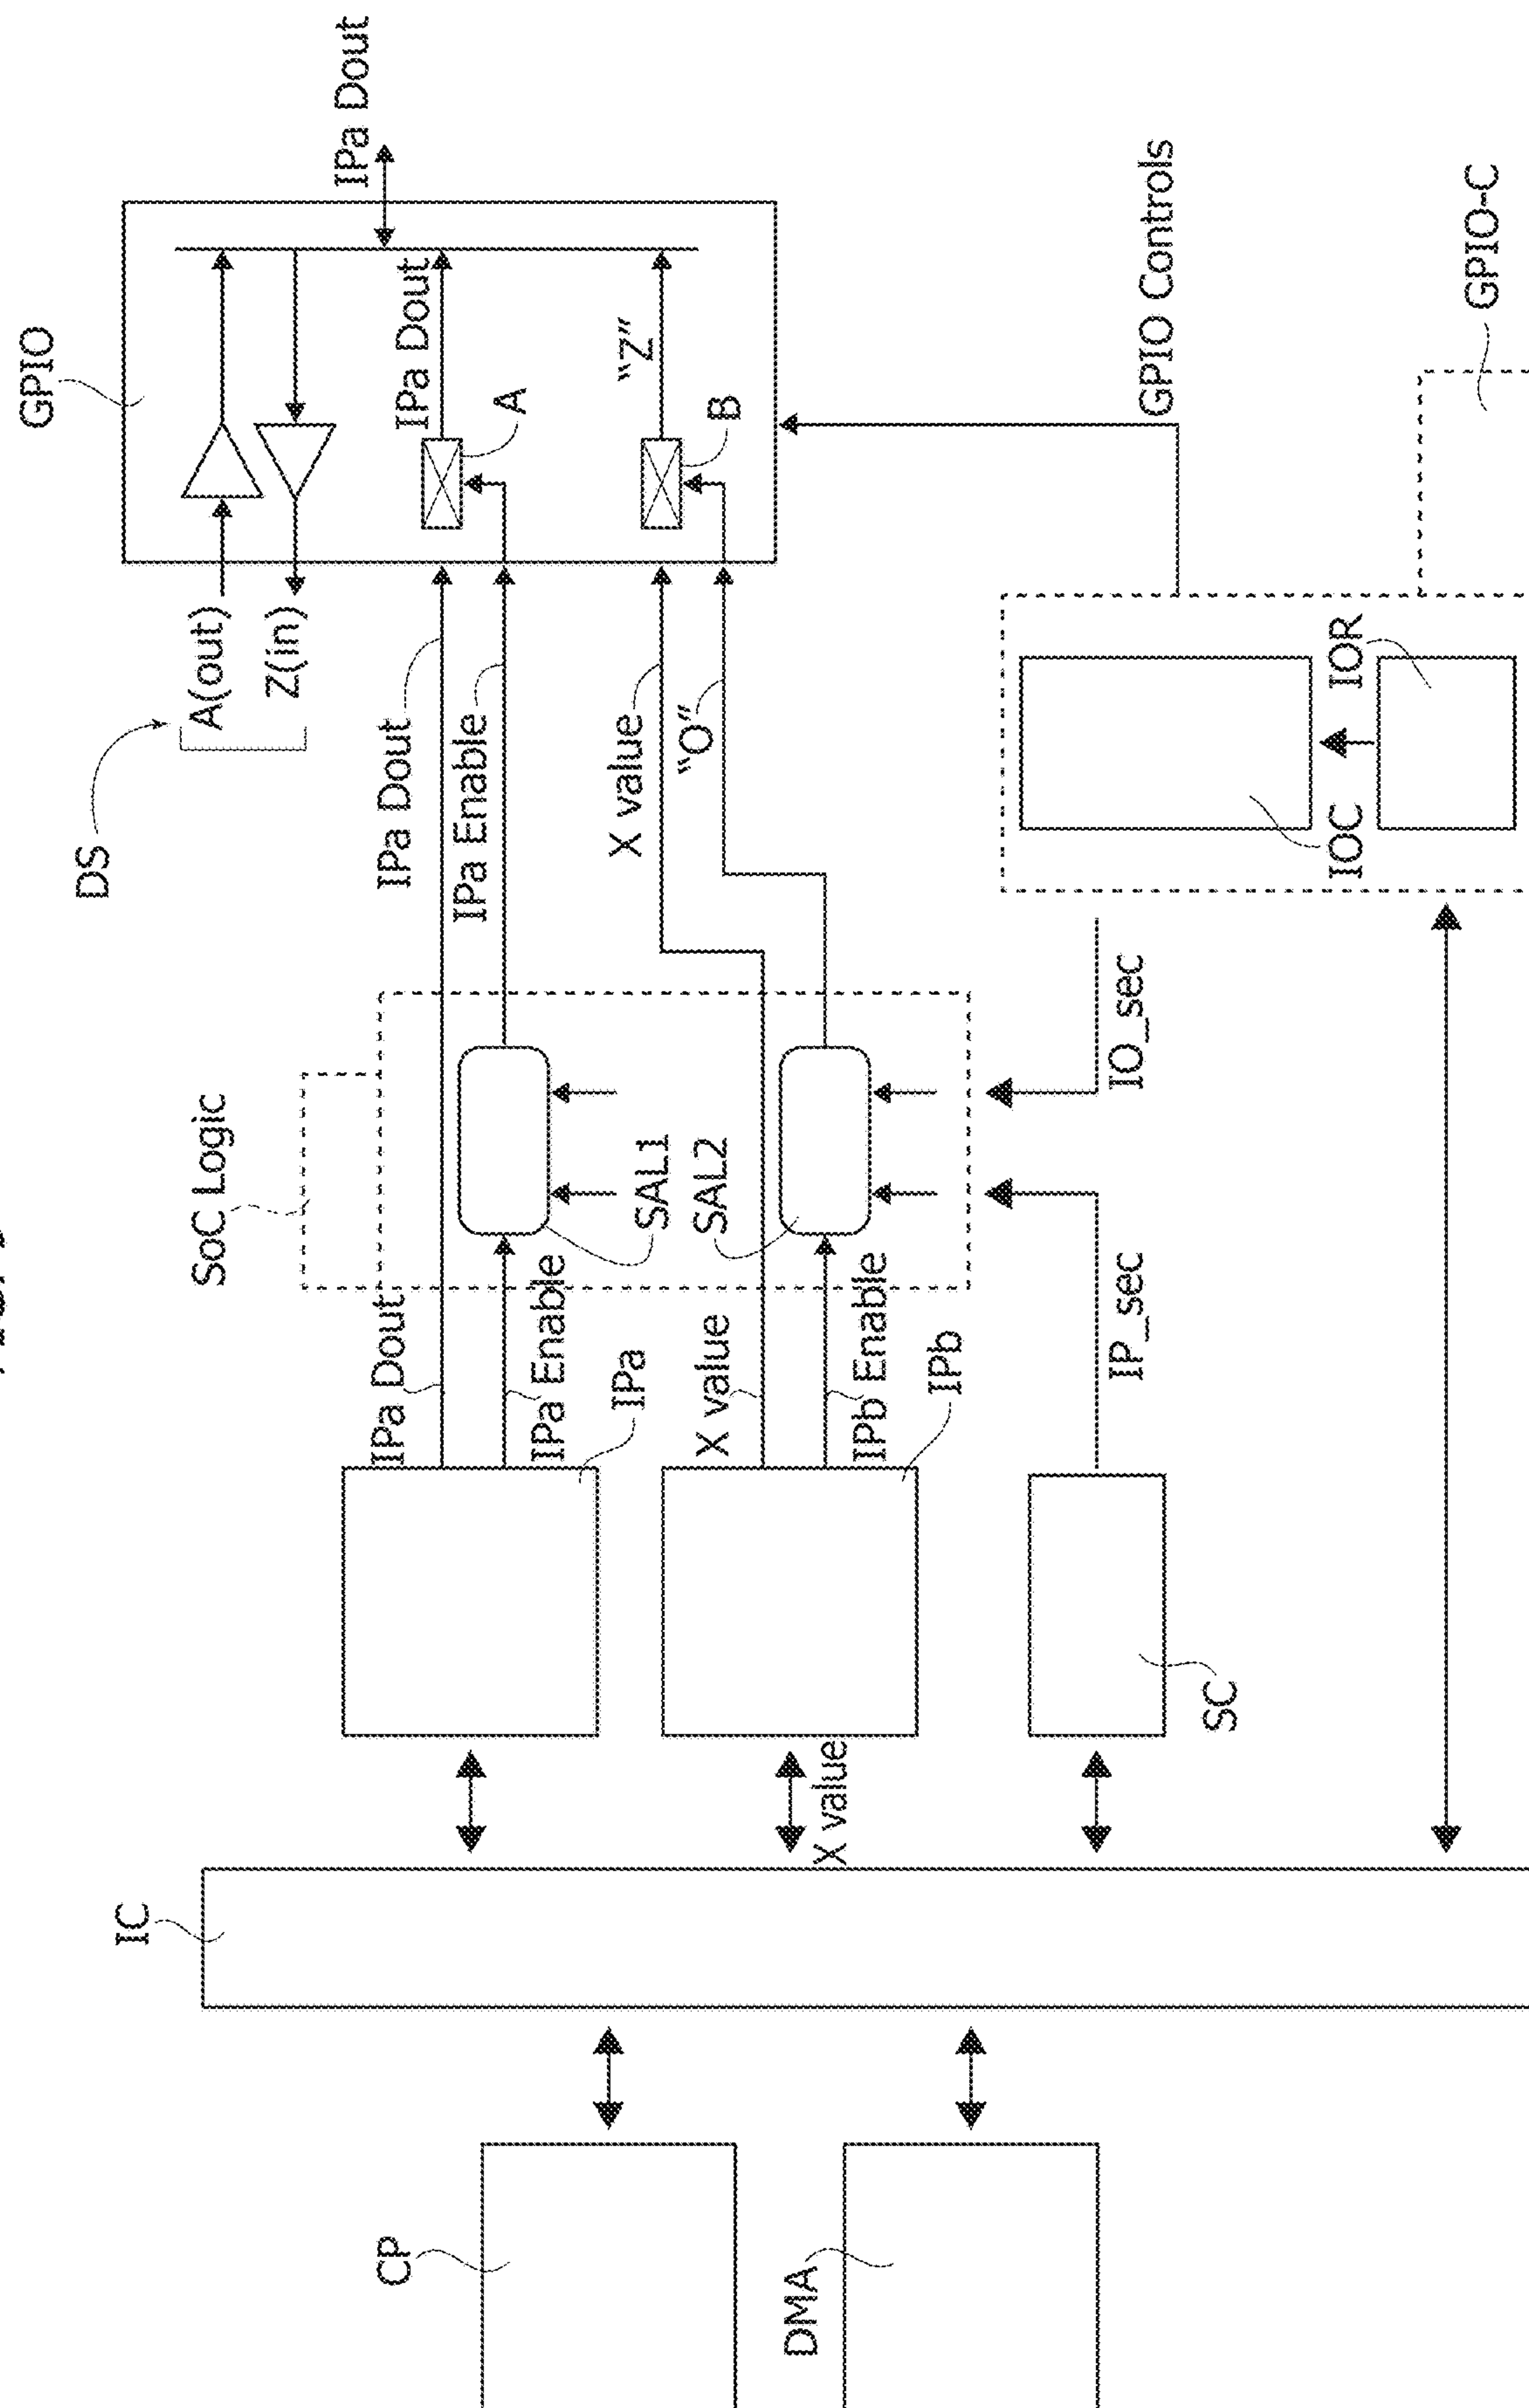 GPIO
IPa Dout
DS
A(out)
Z(in)
IPa Dout
A
"Z"
B
IPa Dout
IPa Enable
X value
"O"
GPIO Controls
GPIO-C
SoC Logic
IOR
IOC
IO_sec
SAL1
SAL2
IPa Dout
IPa Enable
IPa
X value
IPb Enable
IPb
IP_sec
SC
X value
IC
CP
DMA